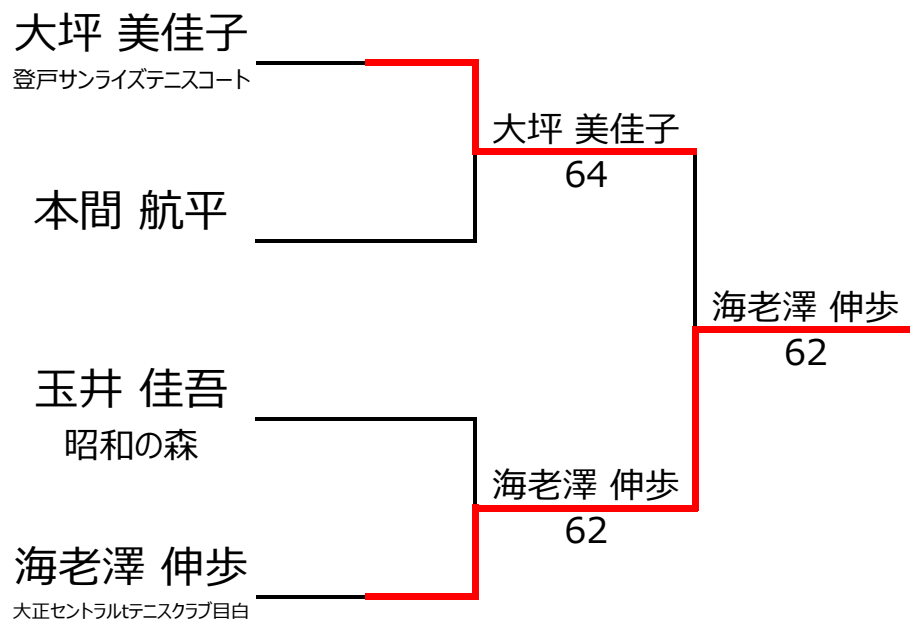 大坪 美佳子
登戸サンライズテニスコート
大坪 美佳子
64
本間 航平
海老澤 伸歩
62
玉井 佳吾
昭和の森
海老澤 伸歩
62
海老澤 伸歩
大正セントラルtテニスクラブ目白